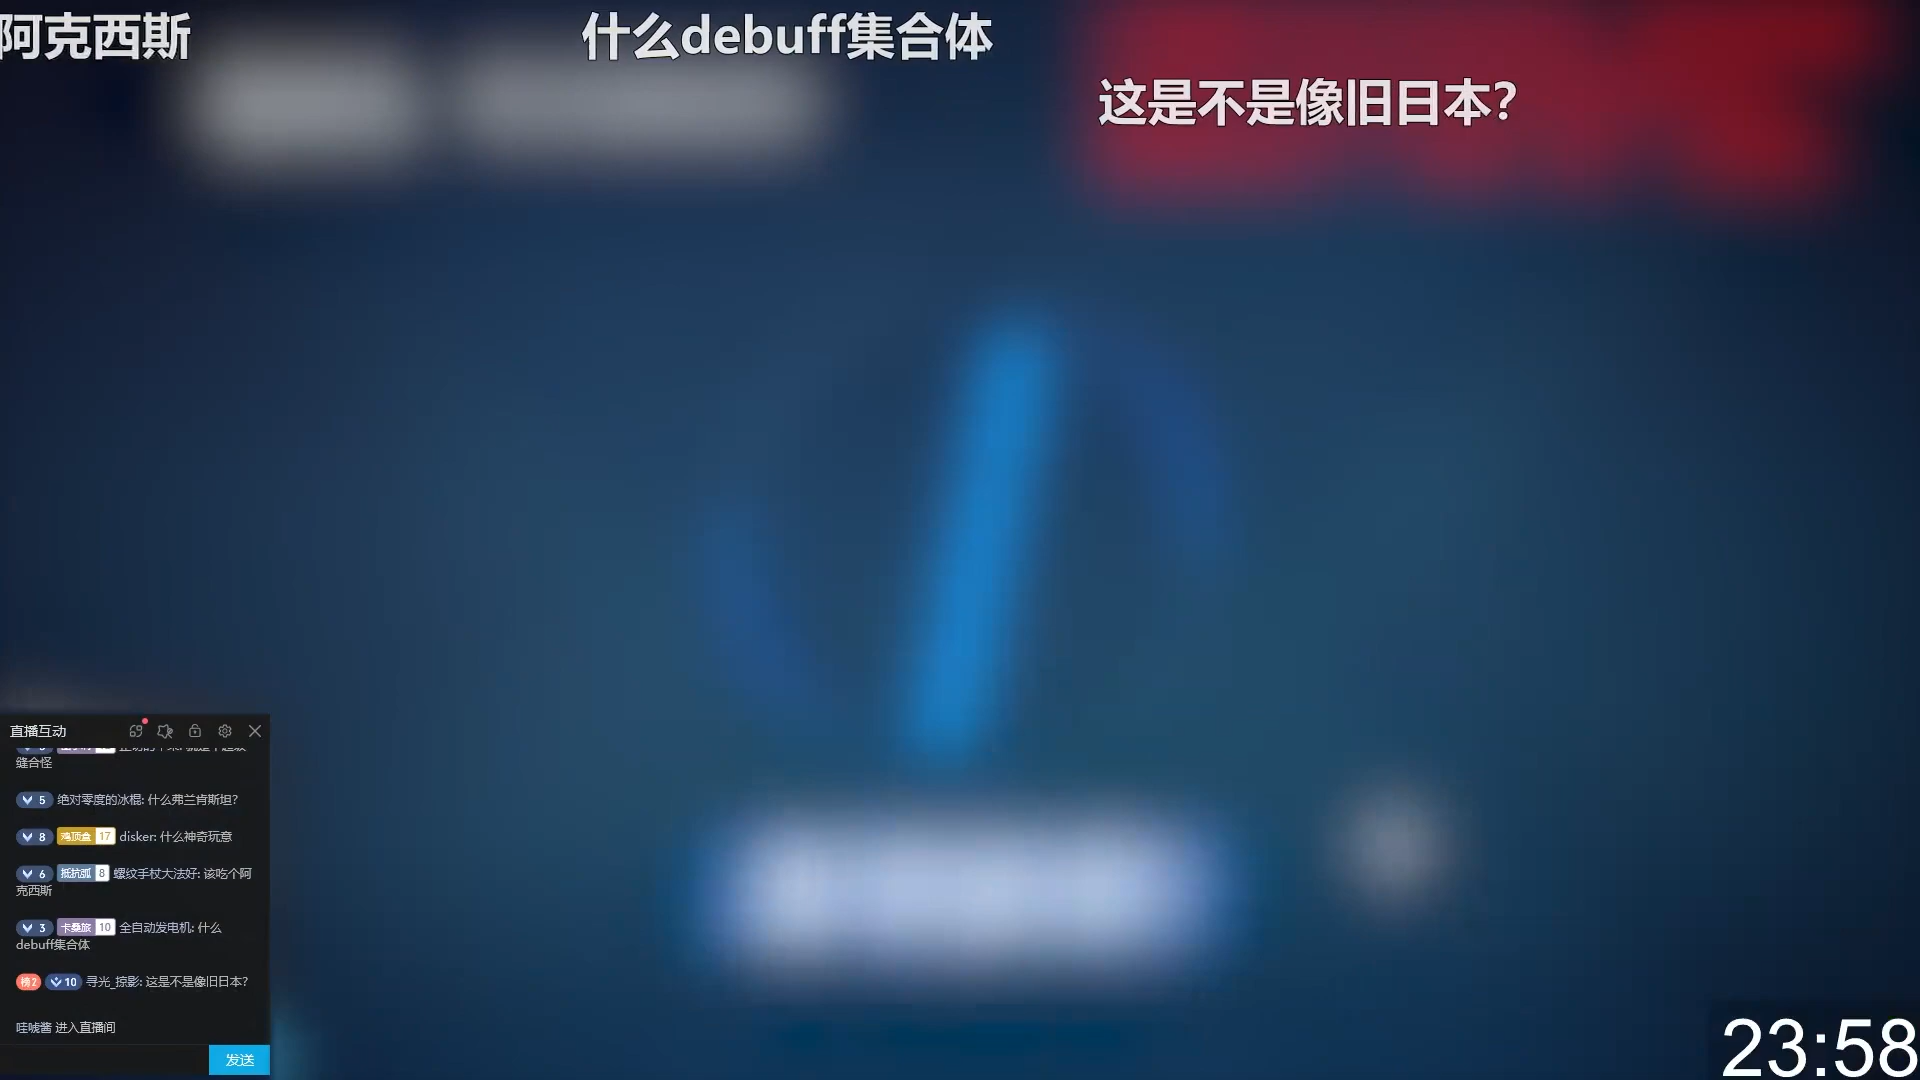 阿克西斯
什么debuff集合体
这是不是像旧日本?
直播互动
缝合怪
5 绝对零度的冰棍: 什么弗兰肯斯坦?
8 鸡顶盒 17 disker: 什么神奇玩意
6 抵抗弧 8 螺纹手杖大法好: 该吃个阿
克西斯
3 卡桑旅 10 全自动发电机: 什么
debuff集合体
榜2 10 寻光_掠影: 这是不是像旧日本?
哇哦酱 进入直播间
发送
23:58